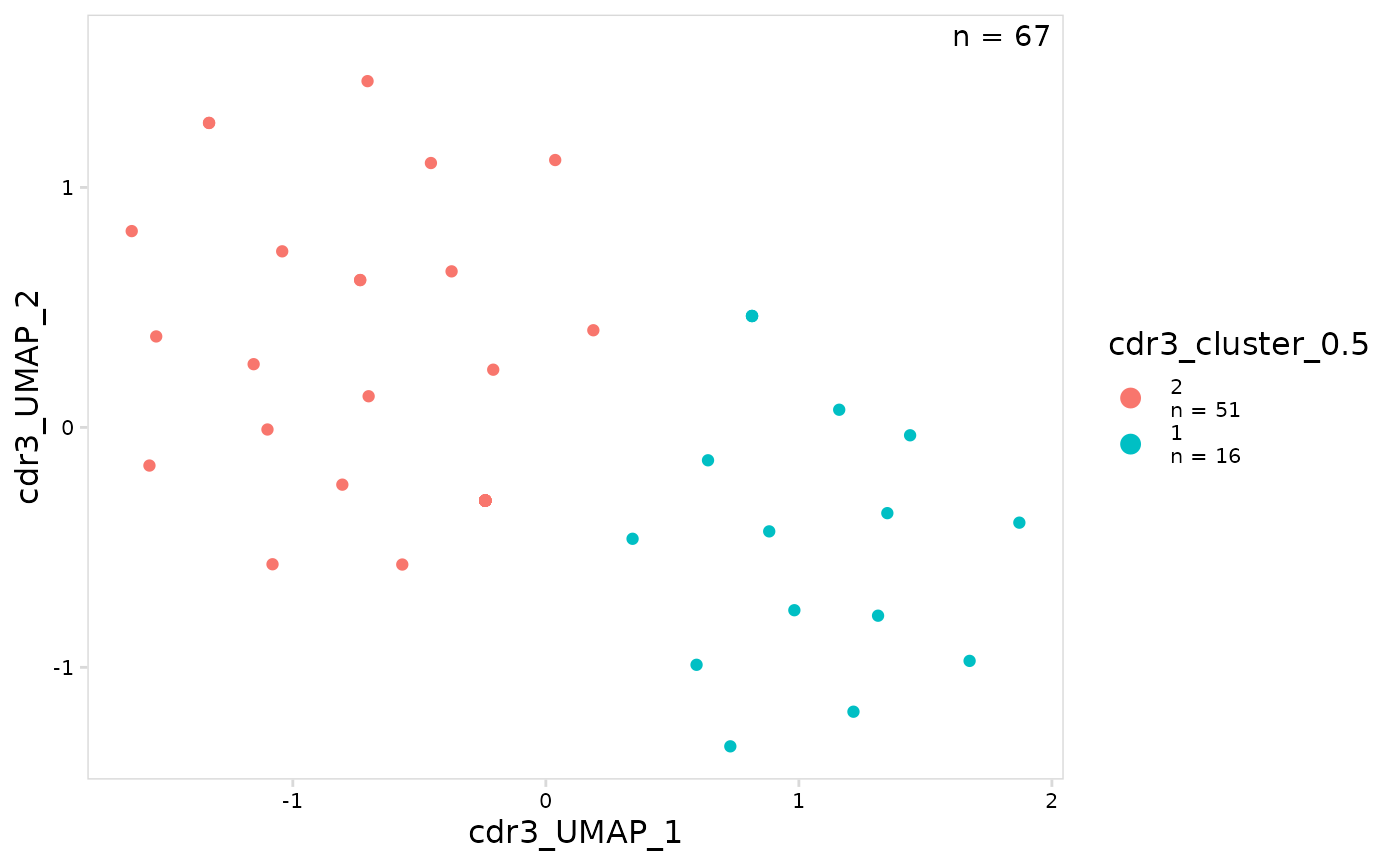 n = 67
1
0
-1
cdr3_UMAP_2
-1
0
1
2
cdr3_UMAP_1
cdr3_cluster_0.5
2
n = 51
1
n = 16